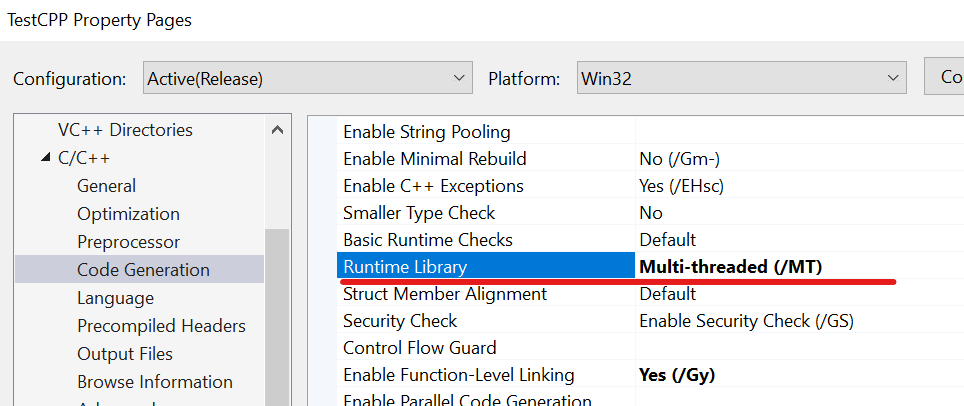 TestCPP Property Pages
Configuration: Active(Release) Platform: Win32 Co
VC++ Directories
C/C++
General
Optimization
Preprocessor
Code Generation
Language
Precompiled Headers
Output Files
Browse Information
Enable String Pooling
Enable Minimal Rebuild No (/Gm-)
Enable C++ Exceptions Yes (/EHsc)
Smaller Type Check No
Basic Runtime Checks Default
Runtime Library Multi-threaded (/MT)
Struct Member Alignment Default
Security Check Enable Security Check (/GS)
Control Flow Guard
Enable Function-Level Linking Yes (/Gy)
Enable Parallel Code Generation